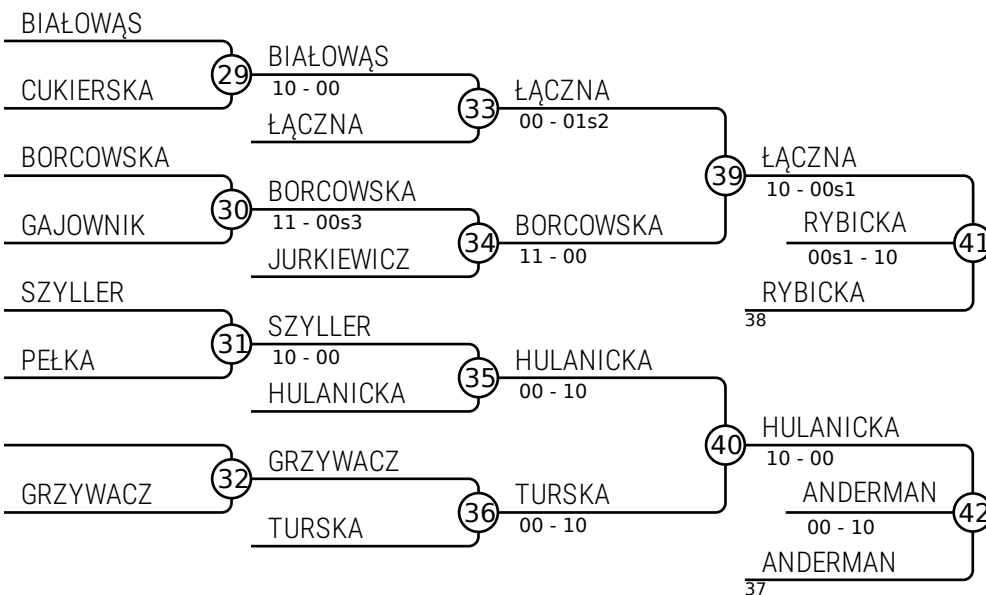 BIAŁOWĄS
29
CUKIERSKA
BIAŁOWĄS
10 - 00
33
ŁĄCZNA
ŁĄCZNA
00 - 01s2
BORCOWSKA
30
GAJOWNIK
BORCOWSKA
11 - 00s3
34
JURKIEWICZ
BORCOWSKA
11 - 00
39
ŁĄCZNA
10 - 00s1
RYBICKA
00s1 - 10
41
RYBICKA
38
SZYLLER
31
PEŁKA
SZYLLER
10 - 00
35
HULANICKA
HULANICKA
00 - 10
32
GRZYWACZ
GRZYWACZ
36
TURSKA
TURSKA
00 - 10
40
HULANICKA
10 - 00
ANDERMAN
00 - 10
42
ANDERMAN
37